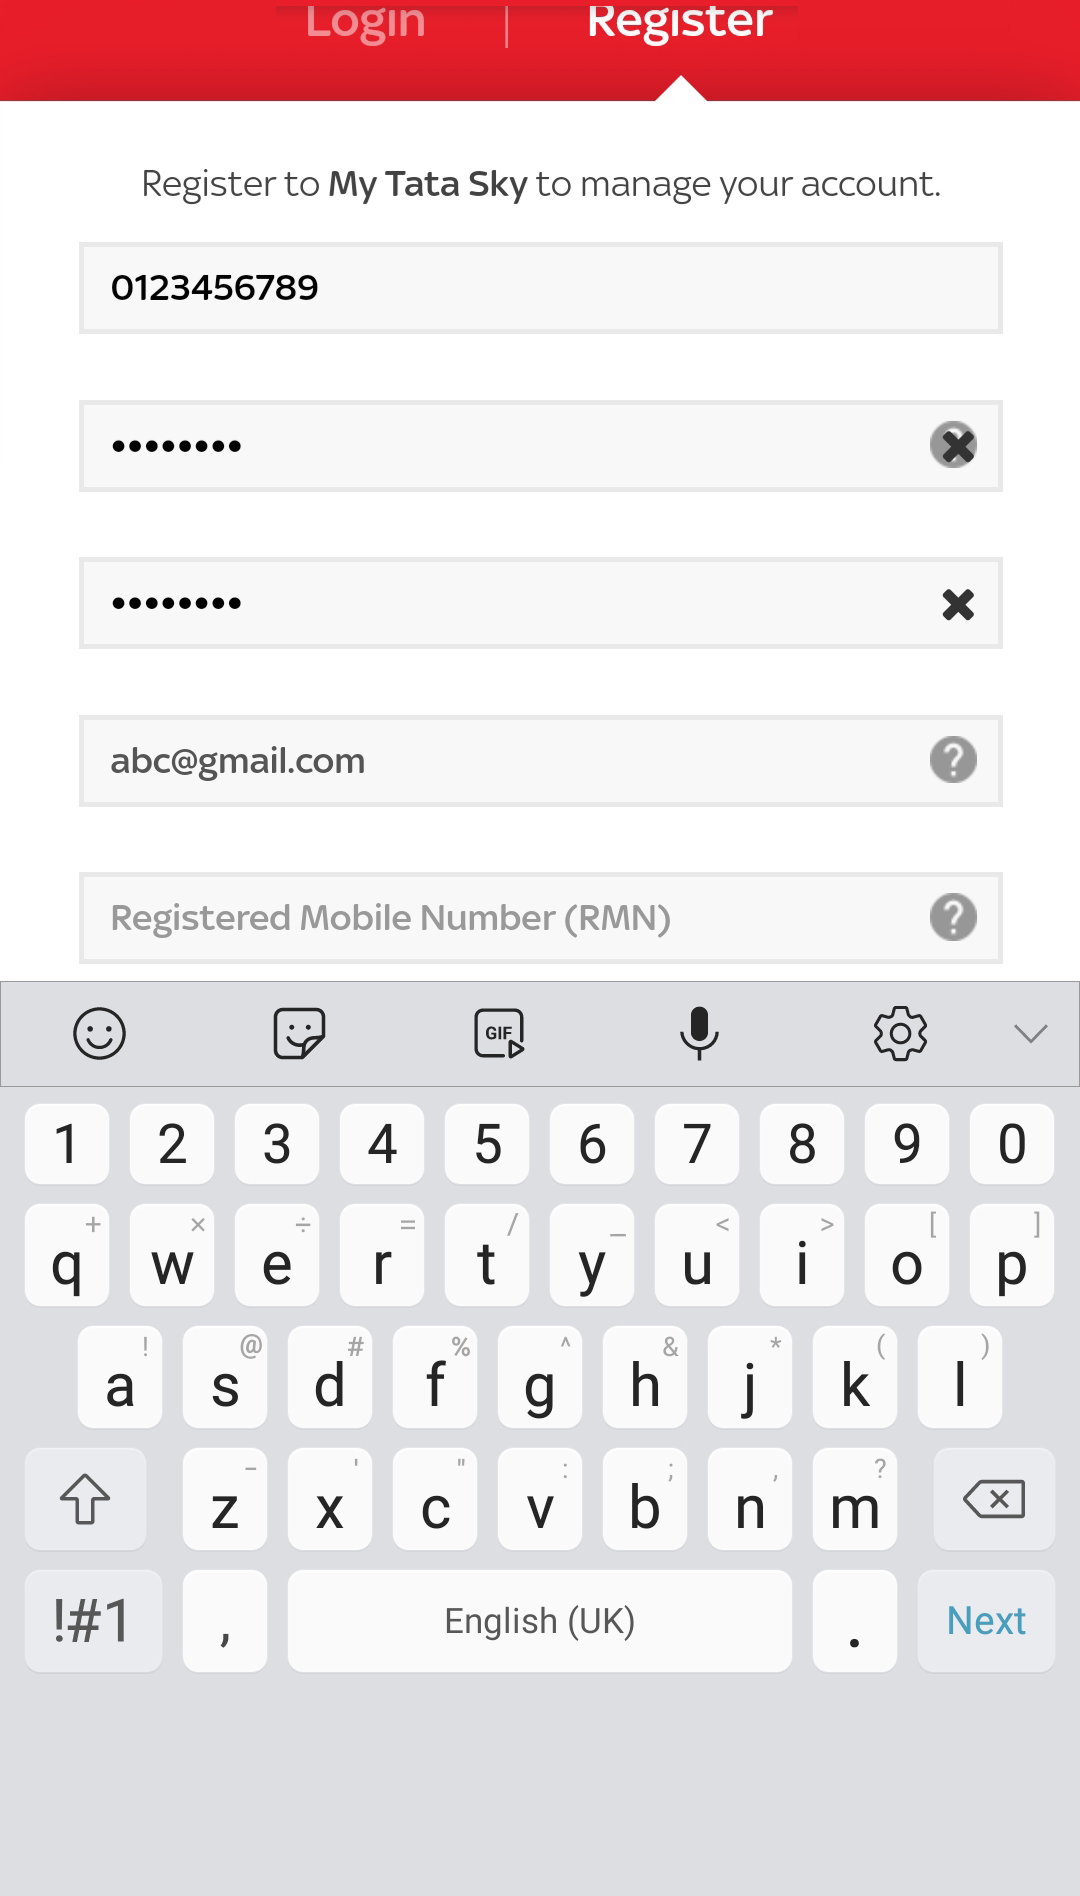 Login | Register
Register to My Tata Sky to manage your account.
0123456789
••••••••
••••••••
abc@gmail.com
?
Registered Mobile Number (RMN)
?
GIF
1 2 3 4 5 6 7 8 9 0
+ × ÷ = / _ < > [ ]
q w e r t y u i o p
! @ # % ^ & * ( )
a s d f g h j k l
- ' " : ; , ?
z x c v b n m
!#1 , English (UK) . Next